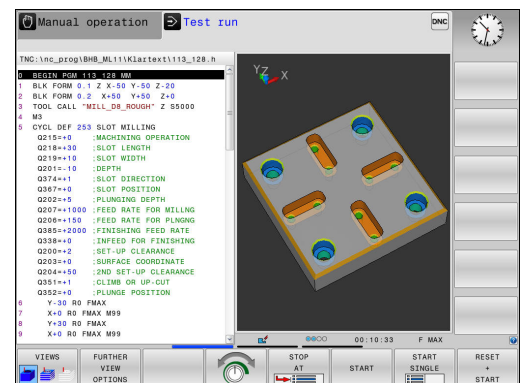 Manual operation
Test run
DNC
TNC:\nc_prog\BHB_ML11\Klartext\113_128.h
0 BEGIN PGM 113_128 MM
1 BLK FORM 0.1 Z X-50 Y-50 Z-20
2 BLK FORM 0.2 X+50 Y+50 Z+0
3 TOOL CALL "MILL_D8_ROUGH" Z S5000
4 M3
5 CYCL DEF 253 SLOT MILLING
Q215=+0 ;MACHINING OPERATION
Q218=+30 ;SLOT LENGTH
Q219=+10 ;SLOT WIDTH
Q201=-10 ;DEPTH
Q374=+1 ;SLOT DIRECTION
Q367=+0 ;SLOT POSITION
Q202=+5 ;PLUNGING DEPTH
Q207=+1000 ;FEED RATE FOR MILLNG
Q206=+150 ;FEED RATE FOR PLNGNG
Q385=+2000 ;FINISHING FEED RATE
Q338=+0 ;INFEED FOR FINISHING
Q200=+2 ;SET-UP CLEARANCE
Q203=+0 ;SURFACE COORDINATE
Q204=+50 ;2ND SET-UP CLEARANCE
Q351=+1 ;CLIMB OR UP-CUT
Q352=+0 ;PLUNGE POSITION
6 Y-30 R0 FMAX
7 X+0 R0 FMAX M99
8 Y+30 R0 FMAX
9 X+0 R0 FMAX M99
Y Z X
00:10:33 F MAX
VIEWS
FURTHER VIEW OPTIONS
STOP AT
START
START SINGLE
RESET + START